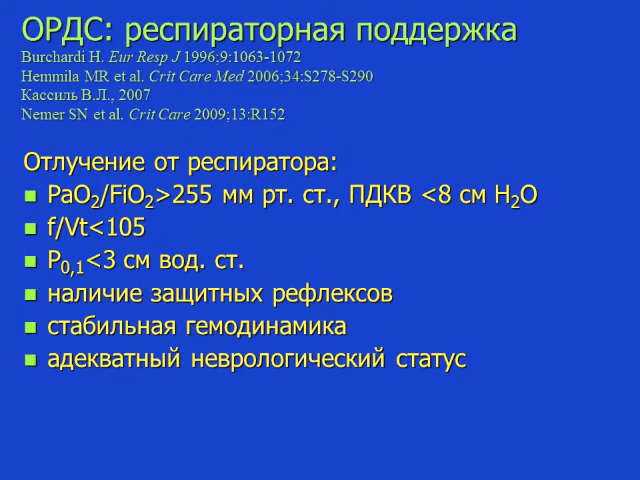 ОРДС: респираторная поддержка
Burchardi H. Eur Resp J 1996;9:1063-1072
Hemmila MR et al. Crit Care Med 2006;34:S278-S290
Кассиль В.Л., 2007
Nemer SN et al. Crit Care 2009;13:R152
Отлучение от респиратора:
■ PaO₂/FiO₂>255 мм рт. ст., ПДКВ <8 см H₂O
■ f/Vt<105
■ P₀,₁<3 см вод. ст.
■ наличие защитных рефлексов
■ стабильная гемодинамика
■ адекватный неврологический статус